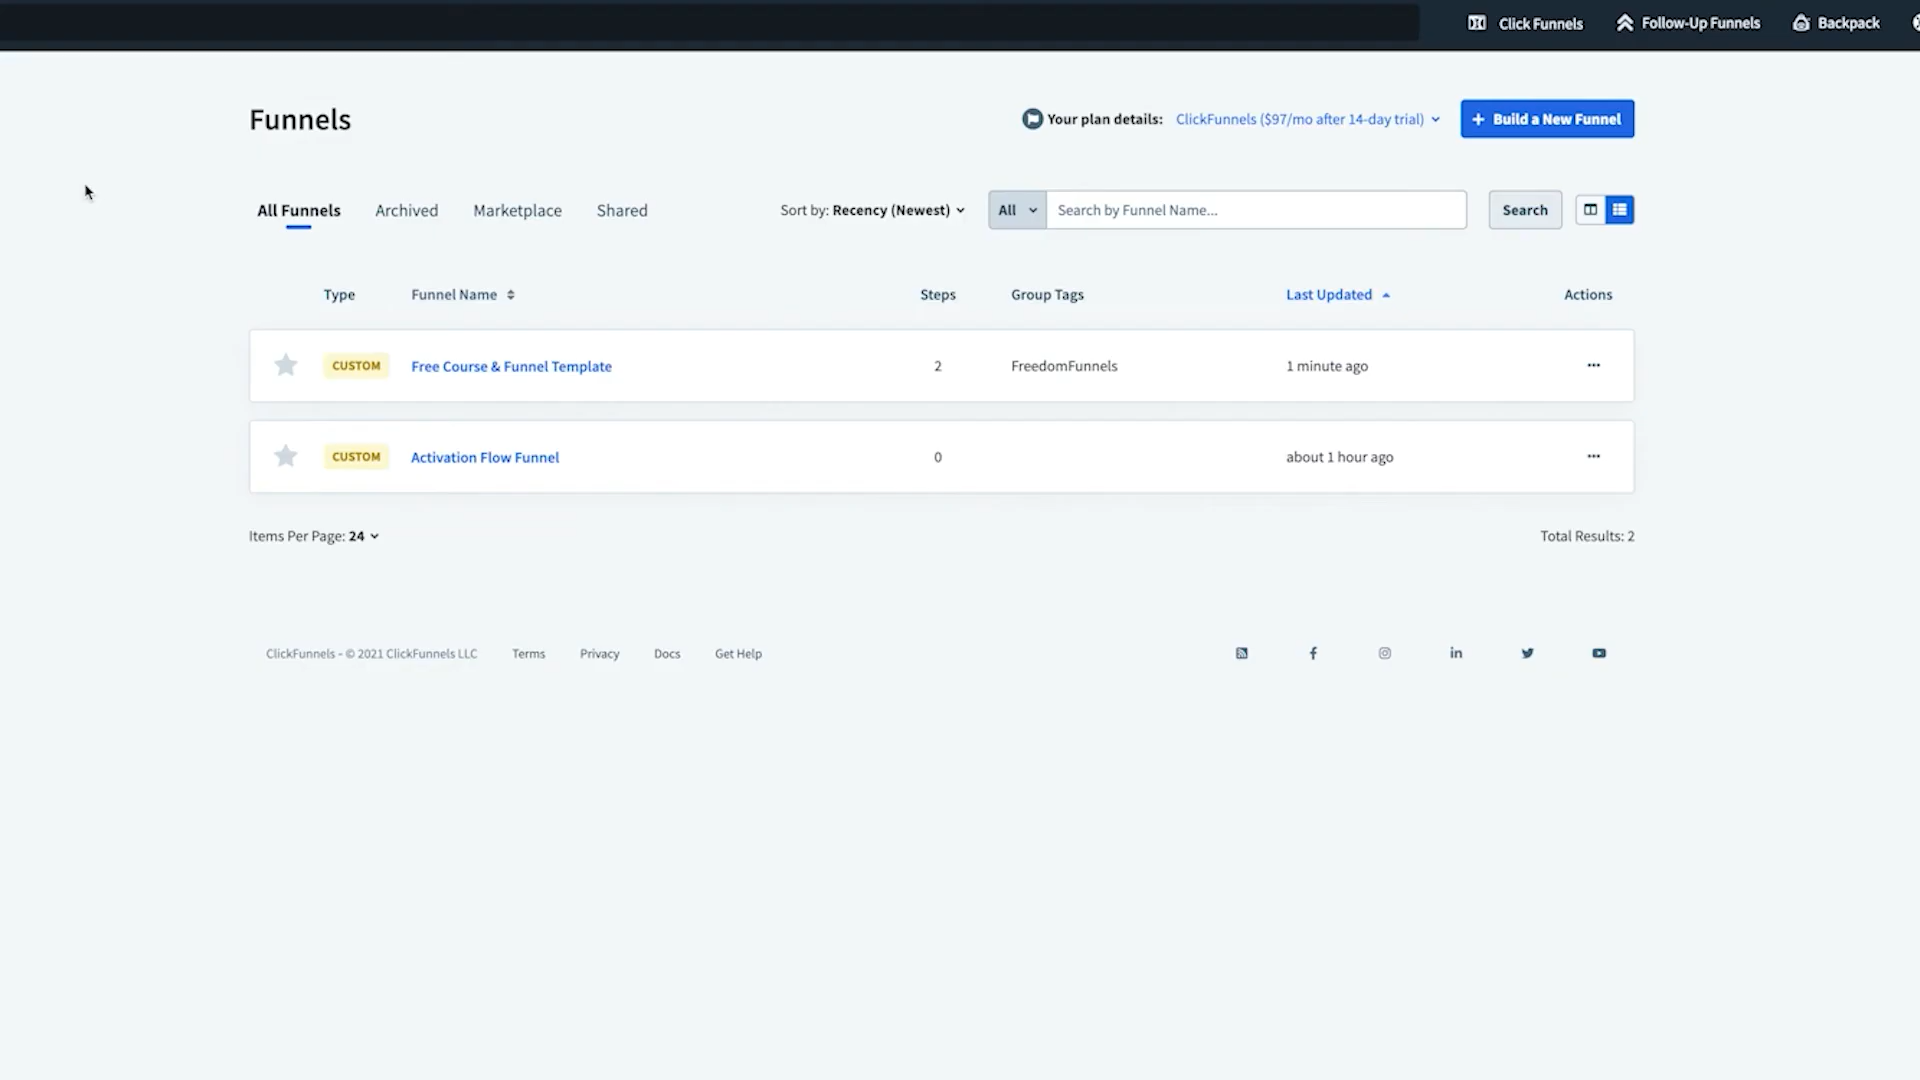 Click Funnels Follow-Up Funnels Backpack
Funnels
Your plan details: ClickFunnels ($97/mo after 14-day trial)
+ Build a New Funnel
All Funnels Archived Marketplace Shared
Sort by: Recency (Newest)
All Search by Funnel Name...
Search
Type Funnel Name Steps Group Tags Last Updated Actions
CUSTOM Free Course & Funnel Template 2 FreedomFunnels 1 minute ago ...
CUSTOM Activation Flow Funnel 0 about 1 hour ago ...
Items Per Page: 24
Total Results: 2
ClickFunnels - © 2021 ClickFunnels LLC Terms Privacy Docs Get Help